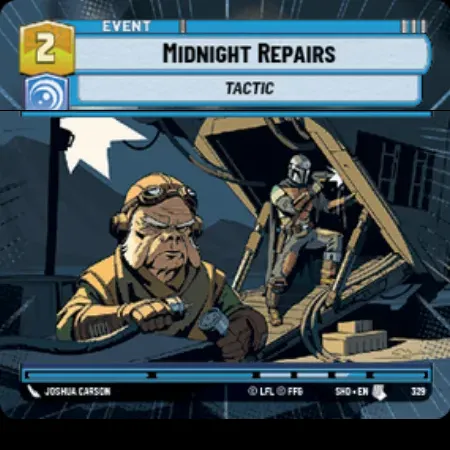 EVENT
2
MIDNIGHT REPAIRS
TACTIC
JOSHUA CARSON
© LFL © FFG
SHD • EN
329